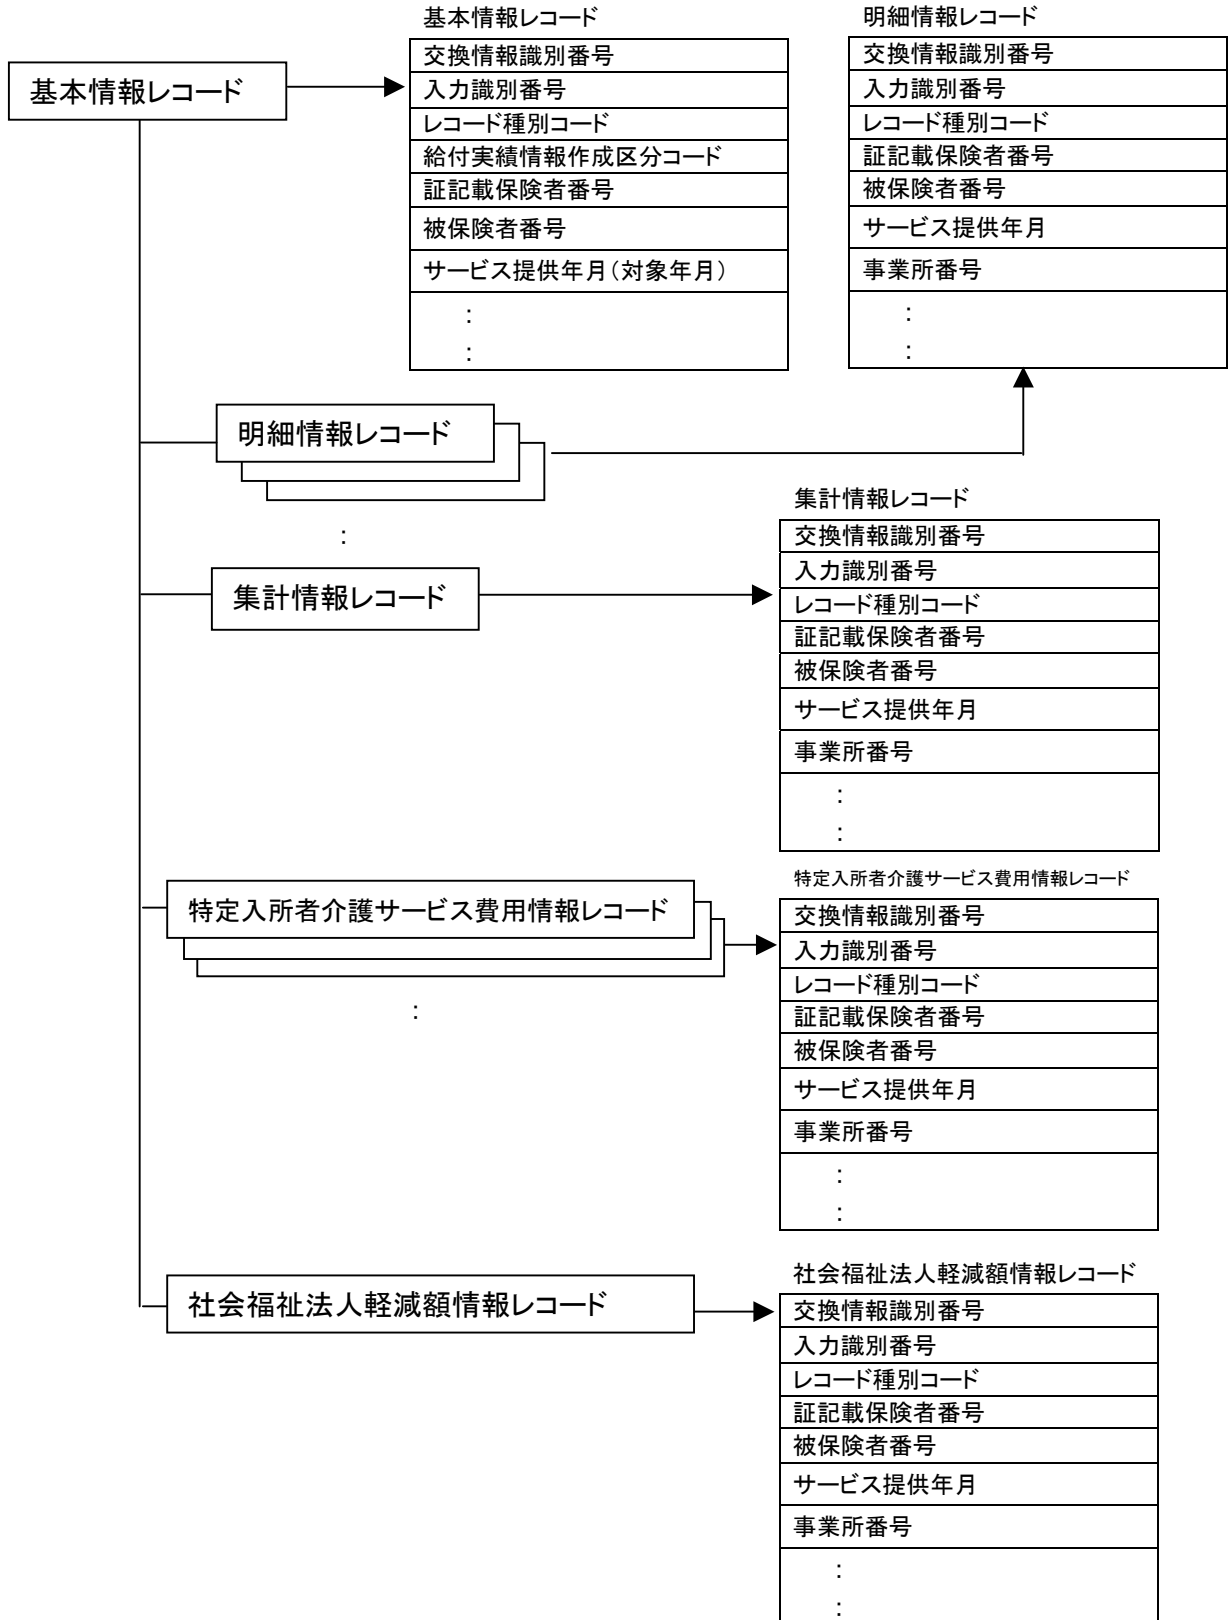 基本情報レコード
基本情報レコード
交換情報識別番号
入力識別番号
レコード種別コード
給付実績情報作成区分コード
証記載保険者番号
被保険者番号
サービス提供年月(対象年月)
:
:
明細情報レコード
交換情報識別番号
入力識別番号
レコード種別コード
証記載保険者番号
被保険者番号
サービス提供年月
事業所番号
:
:
明細情報レコード
:
集計情報レコード
集計情報レコード
交換情報識別番号
入力識別番号
レコード種別コード
証記載保険者番号
被保険者番号
サービス提供年月
事業所番号
:
:
特定入所者介護サービス費用情報レコード
:
特定入所者介護サービス費用情報レコード
交換情報識別番号
入力識別番号
レコード種別コード
証記載保険者番号
被保険者番号
サービス提供年月
事業所番号
:
:
社会福祉法人軽減額情報レコード
社会福祉法人軽減額情報レコード
交換情報識別番号
入力識別番号
レコード種別コード
証記載保険者番号
被保険者番号
サービス提供年月
事業所番号
:
: